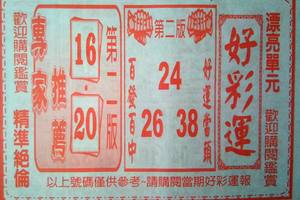 漂亮單元
歡迎購閱鑑賞
好彩運
第二版
好運當頭
24
26 38
百發百中
第二版
16
20
專家
推薦
歡迎購閱鑑賞
精準絕倫
以上號碼僅供參考~請購閱當期好彩運報